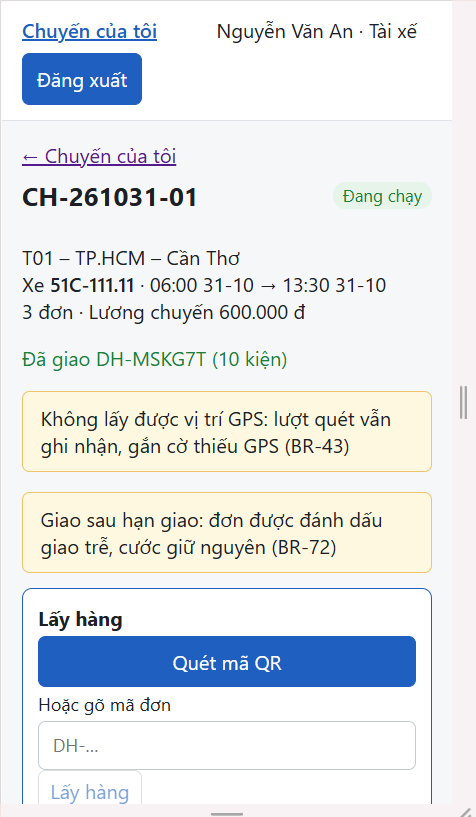 Chuyến của tôi
Nguyễn Văn An · Tài xế
Đăng xuất
← Chuyến của tôi
CH-261031-01
Đang chạy
T01 – TP.HCM – Cần Thơ
Xe 51C-111.11 · 06:00 31-10 → 13:30 31-10
3 đơn · Lương chuyến 600.000 đ
Đã giao DH-MSKG7T (10 kiện)
Không lấy được vị trí GPS: lượt quét vẫn
ghi nhận, gắn cờ thiếu GPS (BR-43)
Giao sau hạn giao: đơn được đánh dấu
giao trễ, cước giữ nguyên (BR-72)
Lấy hàng
Quét mã QR
Hoặc gõ mã đơn
DH-...
Lấy hàng